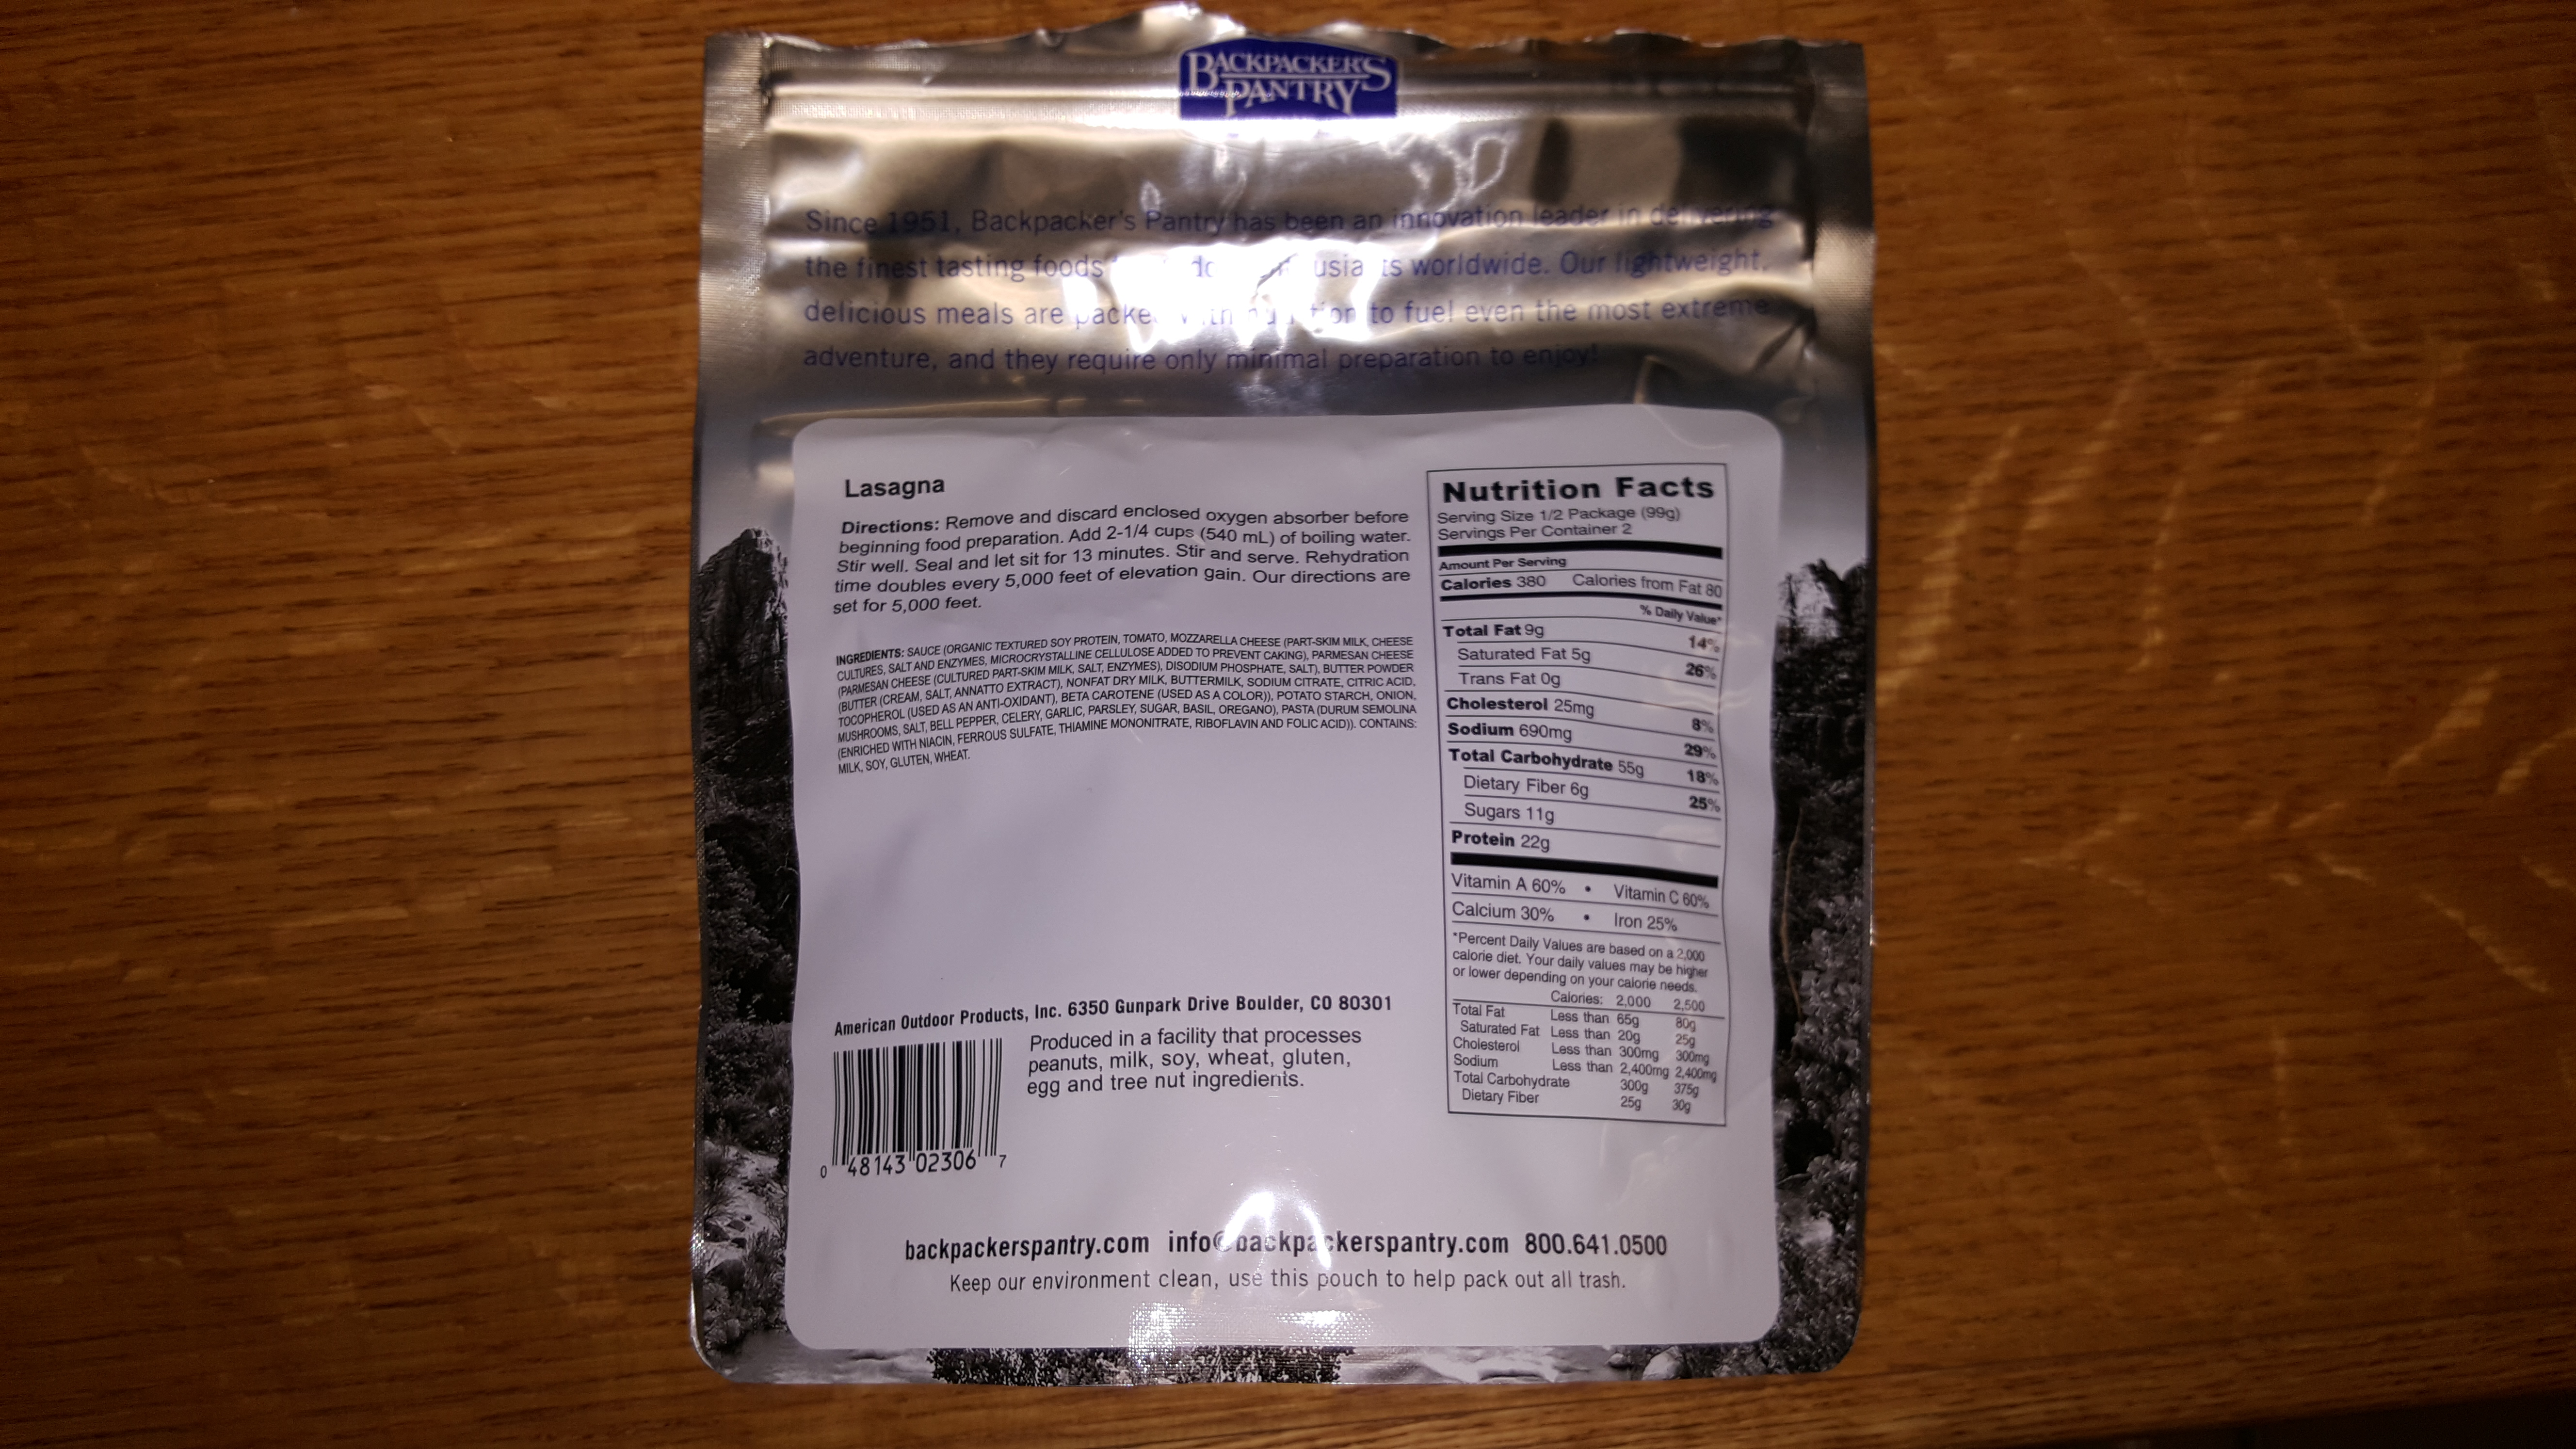 BACKPACKER'S
PANTRY
Since 1951, Backpacker's Pantry has been an innovation leader in delivering
the finest tasting foods worldwide. Our lightweight,
delicious meals are to fuel even the most extreme
adventure, and they require only minimal preparation to enjoy!
Lasagna
Directions: Remove and discard enclosed oxygen absorber before
beginning food preparation. Add 2-1/4 cups (540 mL) of boiling water.
Stir well. Seal and let sit for 13 minutes. Stir and serve. Rehydration
time doubles every 5,000 feet of elevation gain. Our directions are
set for 5,000 feet.
INGREDIENTS: SAUCE (ORGANIC TEXTURED SOY PROTEIN, TOMATO, MOZZARELLA CHEESE (PART-SKIM MILK, CHEESE
CULTURES, SALT AND ENZYMES, MICROCRYSTALLINE CELLULOSE ADDED TO PREVENT CAKING), PARMESAN CHEESE
(PARMESAN CHEESE (CULTURED PART-SKIM MILK, SALT, ENZYMES), DISODIUM PHOSPHATE, SALT), BUTTER POWDER
(BUTTER (CREAM, SALT, ANNATTO EXTRACT), NONFAT DRY MILK, BUTTERMILK, SODIUM CITRATE, CITRIC ACID,
TOCOPHEROL (USED AS AN ANTI-OXIDANT), BETA CAROTENE (USED AS A COLOR)), POTATO STARCH, ONION,
MUSHROOMS, SALT, BELL PEPPER, CELERY, GARLIC, PARSLEY, SUGAR, BASIL, OREGANO), PASTA (DURUM SEMOLINA
(ENRICHED WITH NIACIN, FERROUS SULFATE, THIAMINE MONONITRATE, RIBOFLAVIN AND FOLIC ACID)). CONTAINS:
MILK, SOY, GLUTEN, WHEAT.
American Outdoor Products, Inc. 6350 Gunpark Drive Boulder, CO 80301
Produced in a facility that processes
peanuts, milk, soy, wheat, gluten,
egg and tree nut ingredients.
0 48143 02306 7
Nutrition Facts
Serving Size 1/2 Package (99g)
Servings Per Container 2
Amount Per Serving
Calories 380 Calories from Fat 80
% Daily Value*
Total Fat 9g 14%
Saturated Fat 5g 26%
Trans Fat 0g
Cholesterol 25mg 8%
Sodium 690mg 29%
Total Carbohydrate 55g 18%
Dietary Fiber 6g 25%
Sugars 11g
Protein 22g
Vitamin A 60% • Vitamin C 60%
Calcium 30% • Iron 25%
*Percent Daily Values are based on a 2,000
calorie diet. Your daily values may be higher
or lower depending on your calorie needs.
Calories: 2,000 2,500
Total Fat Less than 65g 80g
Saturated Fat Less than 20g 25g
Cholesterol Less than 300mg 300mg
Sodium Less than 2,400mg 2,400mg
Total Carbohydrate 300g 375g
Dietary Fiber 25g 30g
backpackerspantry.com info@backpackerspantry.com 800.641.0500
Keep our environment clean, use this pouch to help pack out all trash.